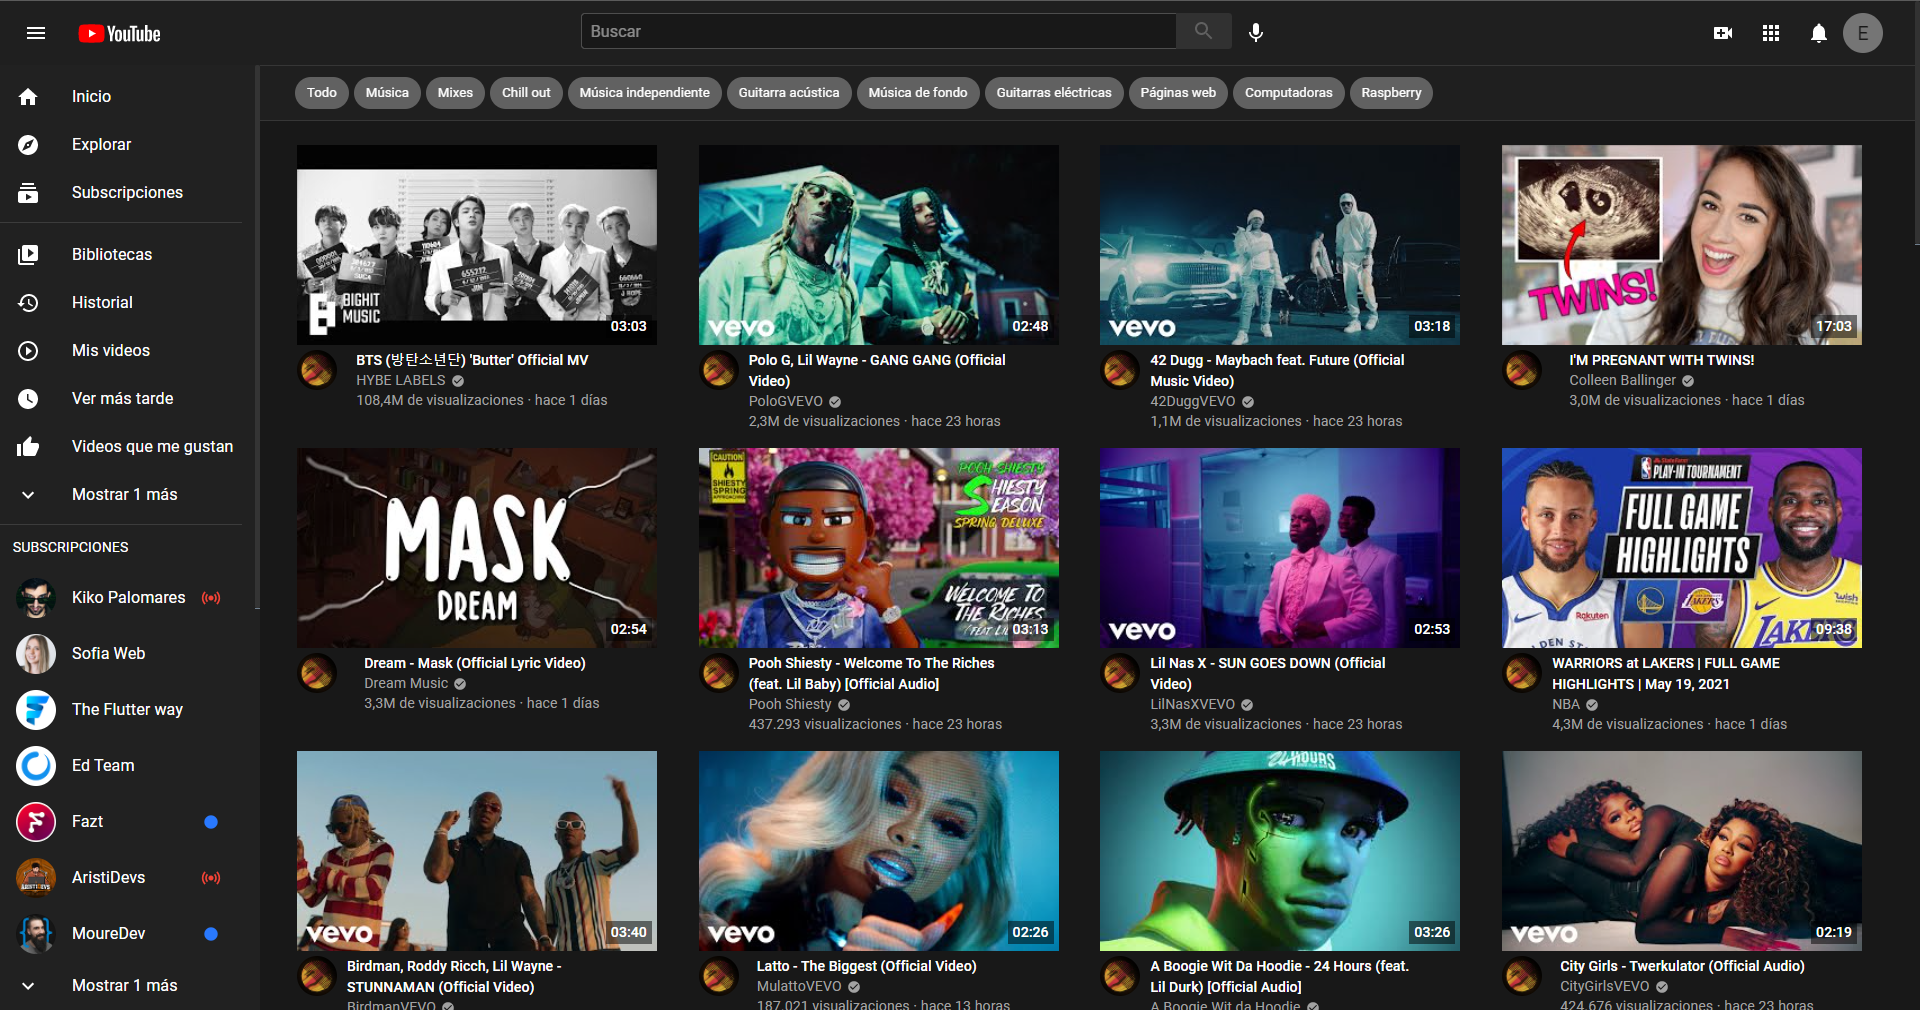 YouTube
Buscar
E
Inicio
Explorar
Subscripciones
Bibliotecas
Historial
Mis videos
Ver más tarde
Videos que me gustan
Mostrar 1 más
SUBSCRIPCIONES
Kiko Palomares
Sofia Web
The Flutter way
Ed Team
Fazt
AristiDevs
MoureDev
Mostrar 1 más
Todo
Música
Mixes
Chill out
Música independiente
Guitarra acústica
Música de fondo
Guitarras eléctricas
Páginas web
Computadoras
Raspberry
BIGHIT
MUSIC
03:03
BTS (방탄소년단) 'Butter' Official MV
HYBE LABELS
108,4M de visualizaciones · hace 1 días
vevo
02:48
Polo G, Lil Wayne - GANG GANG (Official
Video)
PoloGVEVO
2,3M de visualizaciones · hace 23 horas
vevo
03:18
42 Dugg - Maybach feat. Future (Official
Music Video)
42DuggVEVO
1,1M de visualizaciones · hace 23 horas
TWINS!
17:03
I'M PREGNANT WITH TWINS!
Colleen Ballinger
3,0M de visualizaciones · hace 1 días
MASK
DREAM
02:54
Dream - Mask (Official Lyric Video)
Dream Music
3,3M de visualizaciones · hace 1 días
CAUTION
SHIESTY
SPRING
POOH SHIESTY
SHIESTY
SEASON
SPRING DELUXE
WELCOME TO
THE RICHES
03:13
Pooh Shiesty - Welcome To The Riches
(feat. Lil Baby) [Official Audio]
Pooh Shiesty
437.293 visualizaciones · hace 23 horas
vevo
02:53
Lil Nas X - SUN GOES DOWN (Official
Video)
LilNasXVEVO
3,3M de visualizaciones · hace 23 horas
PLAY-IN TOURNAMENT
FULL GAME
HIGHLIGHTS
LAKERS
Rakuten
wish
09:38
WARRIORS at LAKERS | FULL GAME
HIGHLIGHTS | May 19, 2021
NBA
4,3M de visualizaciones · hace 1 días
vevo
03:40
Birdman, Roddy Ricch, Lil Wayne -
STUNNAMAN (Official Video)
BirdmanVEVO
vevo
02:26
Latto - The Biggest (Official Video)
MulattoVEVO
187.021 visualizaciones · hace 13 horas
24HOURS
03:26
A Boogie Wit Da Hoodie - 24 Hours (feat.
Lil Durk) [Official Audio]
A Boogie Wit da Hoodie
vevo
vevo
02:19
City Girls - Twerkulator (Official Audio)
CityGirlsVEVO
424.676 visualizaciones · hace 23 horas